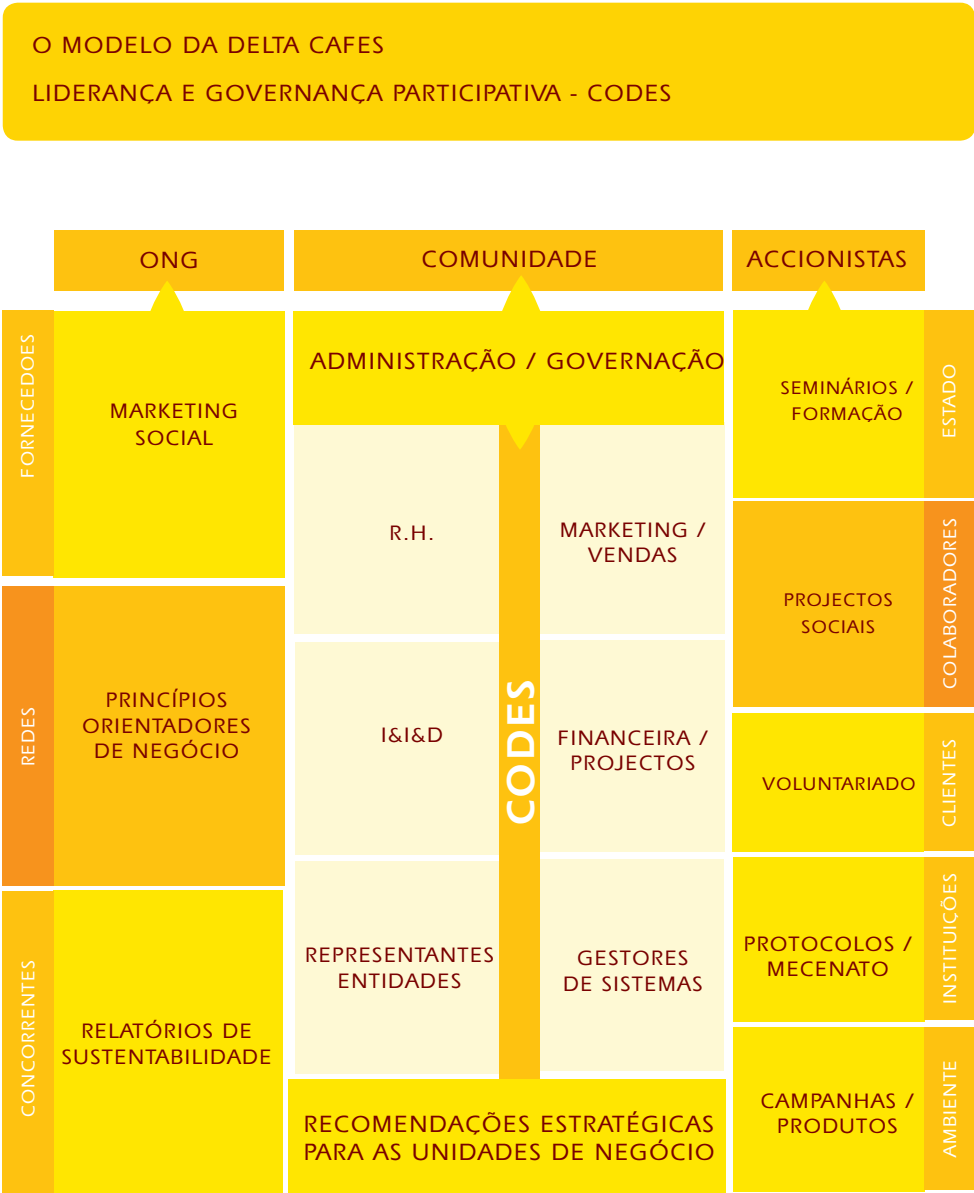 O MODELO DA DELTA CAFES
LIDERANÇA E GOVERNANÇA PARTICIPATIVA - CODES
ONG
COMUNIDADE
ACCIONISTAS
FORNECEDOES
MARKETING
SOCIAL
REDES
PRINCÍPIOS
ORIENTADORES
DE NEGÓCIO
CONCORRENTES
RELATÓRIOS DE
SUSTENTABILIDADE
ADMINISTRAÇÃO / GOVERNAÇÃO
R.H.
MARKETING /
VENDAS
I&I&D
CODES
FINANCEIRA /
PROJECTOS
REPRESENTANTES
ENTIDADES
GESTORES
DE SISTEMAS
RECOMENDAÇÕES ESTRATÉGICAS
PARA AS UNIDADES DE NEGÓCIO
SEMINÁRIOS /
FORMAÇÃO
ESTADO
PROJECTOS
SOCIAIS
COLABORADORES
VOLUNTARIADO
CLIENTES
PROTOCOLOS /
MECENATO
INSTITUIÇÕES
CAMPANHAS /
PRODUTOS
AMBIENTE